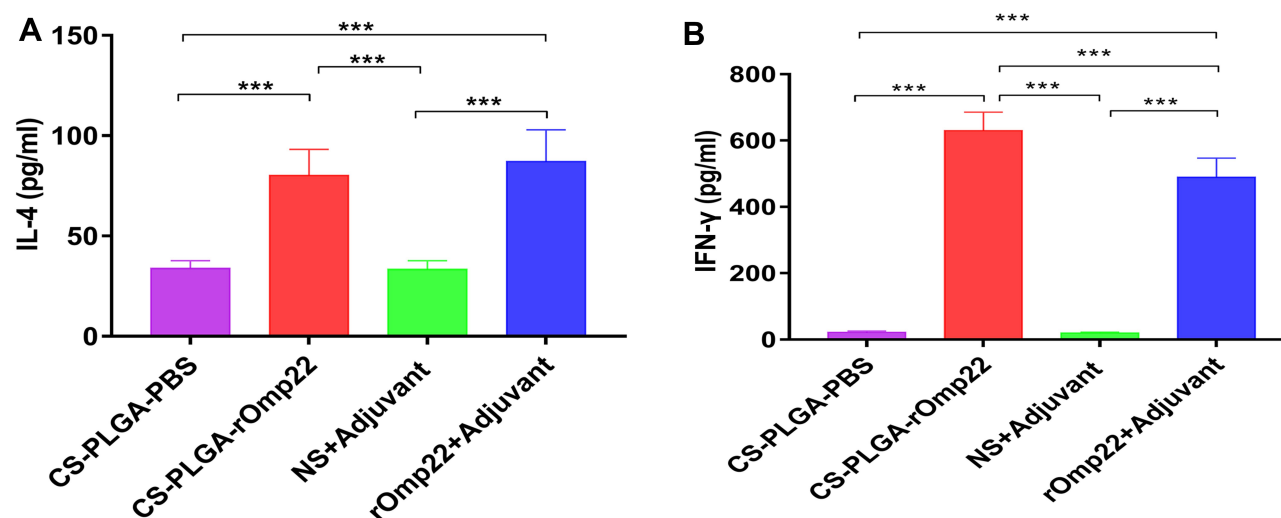 A
IL-4 (pg/ml)
150
100
50
0
***
***
***
***
CS-PLGA-PBS
CS-PLGA-rOmp22
NS+Adjuvant
rOmp22+Adjuvant
B
IFN-γ (pg/ml)
800
600
400
200
0
***
***
***
***
***
CS-PLGA-PBS
CS-PLGA-rOmp22
NS+Adjuvant
rOmp22+Adjuvant